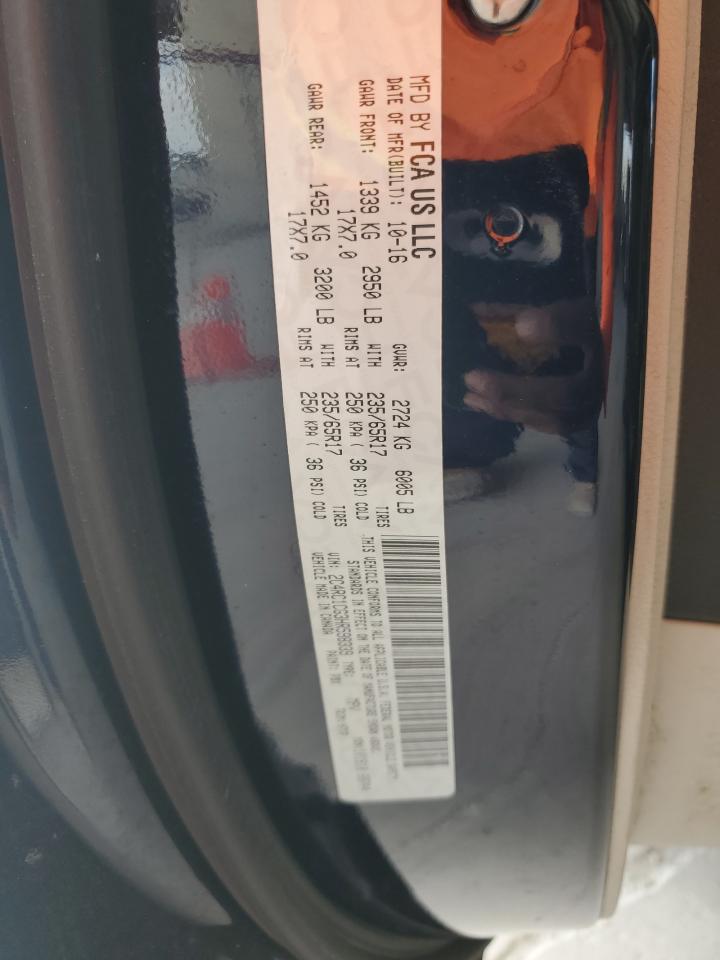 MFD BY FCA US LLC
DATE OF MFR(BUILT): 10-16 GVWR: 2724 KG 6005 LB
GAWR FRONT: 1339 KG 2950 LB WITH 235/65R17 TIRES
17X7.0 RIMS AT 250 KPA ( 36 PSI) COLD
GAWR REAR: 1452 KG 3200 LB WITH 235/65R17 TIRES
17X7.0 RIMS AT 250 KPA ( 36 PSI) COLD
THIS VEHICLE CONFORMS TO ALL APPLICABLE U.S.A. FEDERAL MOTOR VEHICLE SAFETY
STANDARDS IN EFFECT ON THE DATE OF MANUFACTURE SHOWN ABOVE.
VIN: TYPE: MPV
VEHICLE MADE IN CANADA PAINT: